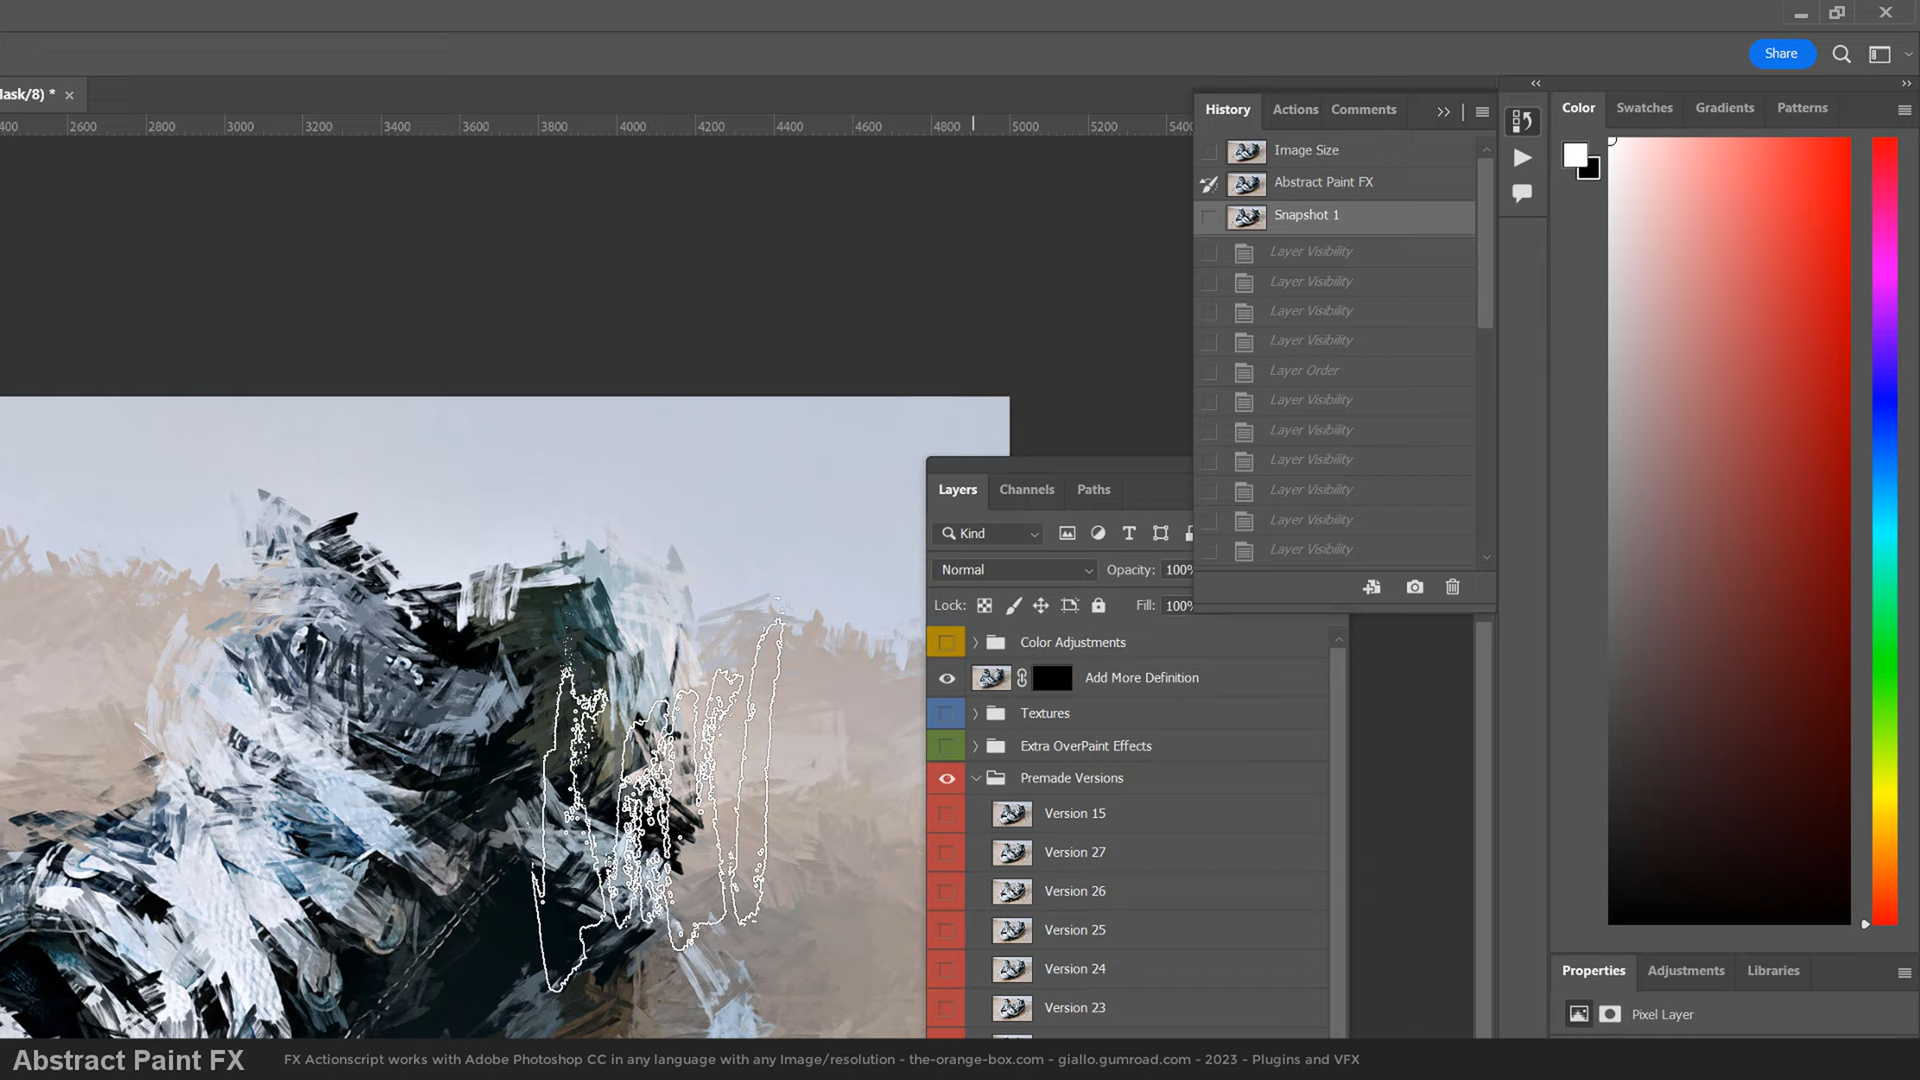 Share
Mask/8) *
2600 2800 3000 3200 3400 3600 3800 4000 4200 4400 4600 4800 5000 5200
History Actions Comments
Image Size
Abstract Paint FX
Snapshot 1
Layer Visibility
Layer Visibility
Layer Visibility
Layer Visibility
Layer Order
Layer Visibility
Layer Visibility
Layer Visibility
Layer Visibility
Layer Visibility
Layer Visibility
Color Swatches Gradients Patterns
Layers Channels Paths
Kind
Normal Opacity: 100%
Lock: Fill: 100%
Color Adjustments
Add More Definition
Textures
Extra OverPaint Effects
Premade Versions
Version 15
Version 27
Version 26
Version 25
Version 24
Version 23
Properties Adjustments Libraries
Pixel Layer
Abstract Paint FX
FX Actionscript works with Adobe Photoshop CC in any language with any Image/resolution - the-orange-box.com - giallo.gumroad.com - 2023 - Plugins and VFX